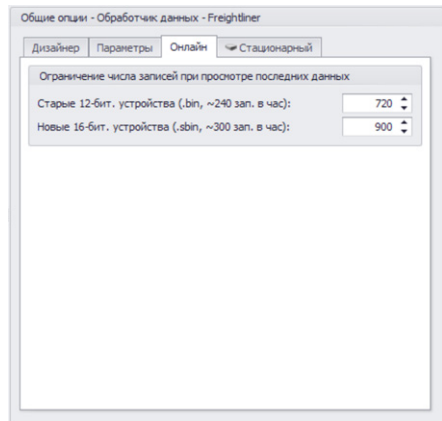 Общие опции - Обработчик данных - Freightliner
Дизайнер Параметры Онлайн Стационарный
Ограничение числа записей при просмотре последних данных
Старые 12-бит. устройства (.bin, ~240 зап. в час): 720
Новые 16-бит. устройства (.sbin, ~300 зап. в час): 900